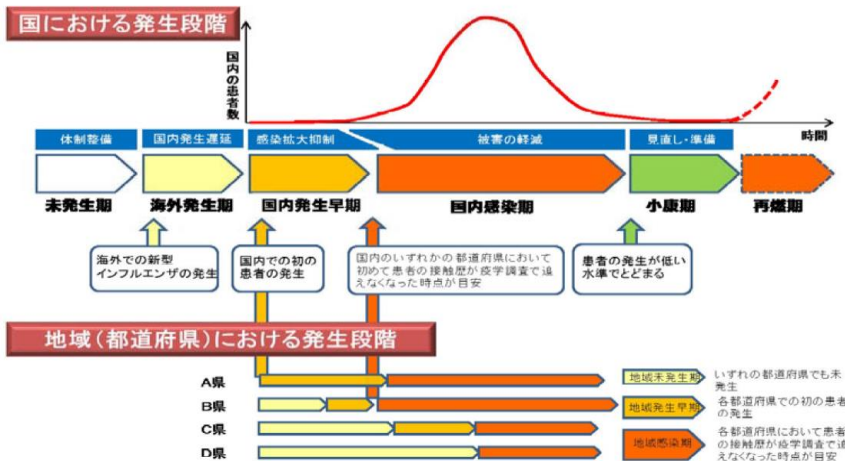 国における発生段階
国内の患者数
時間
体制整備
国内発生遅延
感染拡大抑制
被害の軽減
見直し・準備
未発生期
海外発生期
国内発生早期
国内感染期
小康期
再燃期
海外での新型
インフルエンザの発生
国内での初の
患者の発生
国内のいずれかの都道府県において
初めて患者の接触歴が疫学調査で追
えなくなった時点が目安
患者の発生が低い
水準でとどまる
地域(都道府県)における発生段階
A県
B県
C県
D県
地域未発生期
いずれの都道府県でも未
発生
地域発生早期
各都道府県での初の患者
の発生
地域感染期
各都道府県において患者
の接触歴が疫学調査で追
えなくなった時点が目安